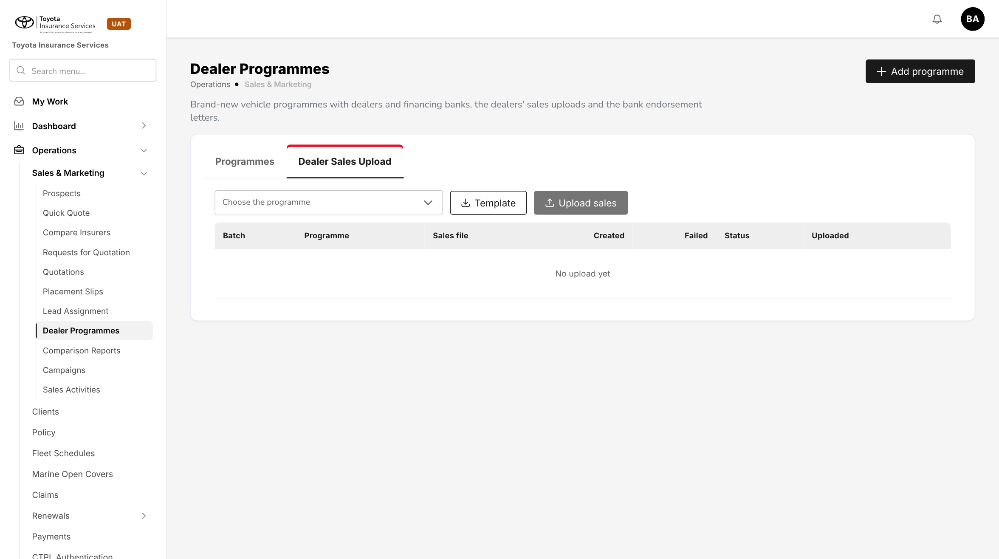 Toyota
Insurance Services
UAT
Toyota Insurance Services
Search menu...
My Work
Dashboard
Operations
Sales & Marketing
Prospects
Quick Quote
Compare Insurers
Requests for Quotation
Quotations
Placement Slips
Lead Assignment
Dealer Programmes
Comparison Reports
Campaigns
Sales Activities
Clients
Policy
Fleet Schedules
Marine Open Covers
Claims
Renewals
Payments
CTPL Authentication
BA
Dealer Programmes
Operations • Sales & Marketing
Add programme
Brand-new vehicle programmes with dealers and financing banks, the dealers' sales uploads and the bank endorsement
letters.
Programmes Dealer Sales Upload
Choose the programme Template Upload sales
Batch Programme Sales file Created Failed Status Uploaded
No upload yet